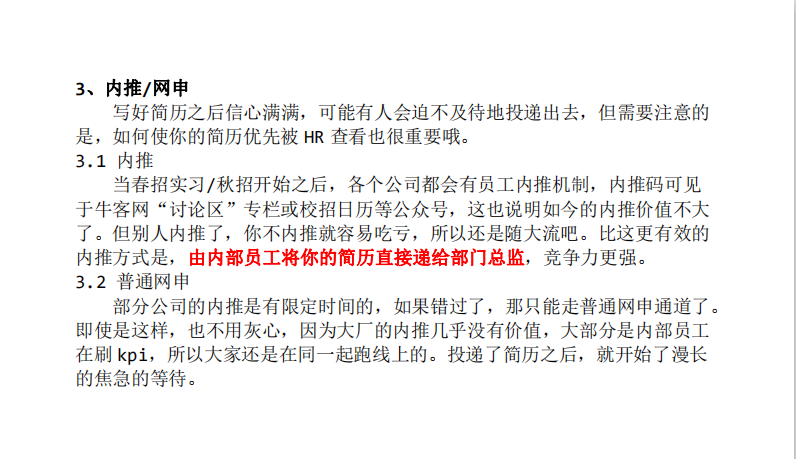 3、内推/网申
写好简历之后信心满满，可能有人会迫不及待地投递出去，但需要注意的
是，如何使你的简历优先被 HR 查看也很重要哦。
3.1 内推
当春招实习/秋招开始之后，各个公司都会有员工内推机制，内推码可见
于牛客网“讨论区”专栏或校招日历等公众号，这也说明如今的内推价值不大
了。但别人内推了，你不内推就容易吃亏，所以还是随大流吧。比这更有效的
内推方式是，由内部员工将你的简历直接递给部门总监，竞争力更强。
3.2 普通网申
部分公司的内推是有限定时间的，如果错过了，那只能走普通网申通道了。
即使是这样，也不用灰心，因为大厂的内推几乎没有价值，大部分是内部员工
在刷 kpi，所以大家还是在同一起跑线上的。投递了简历之后，就开始了漫长
的焦急的等待。